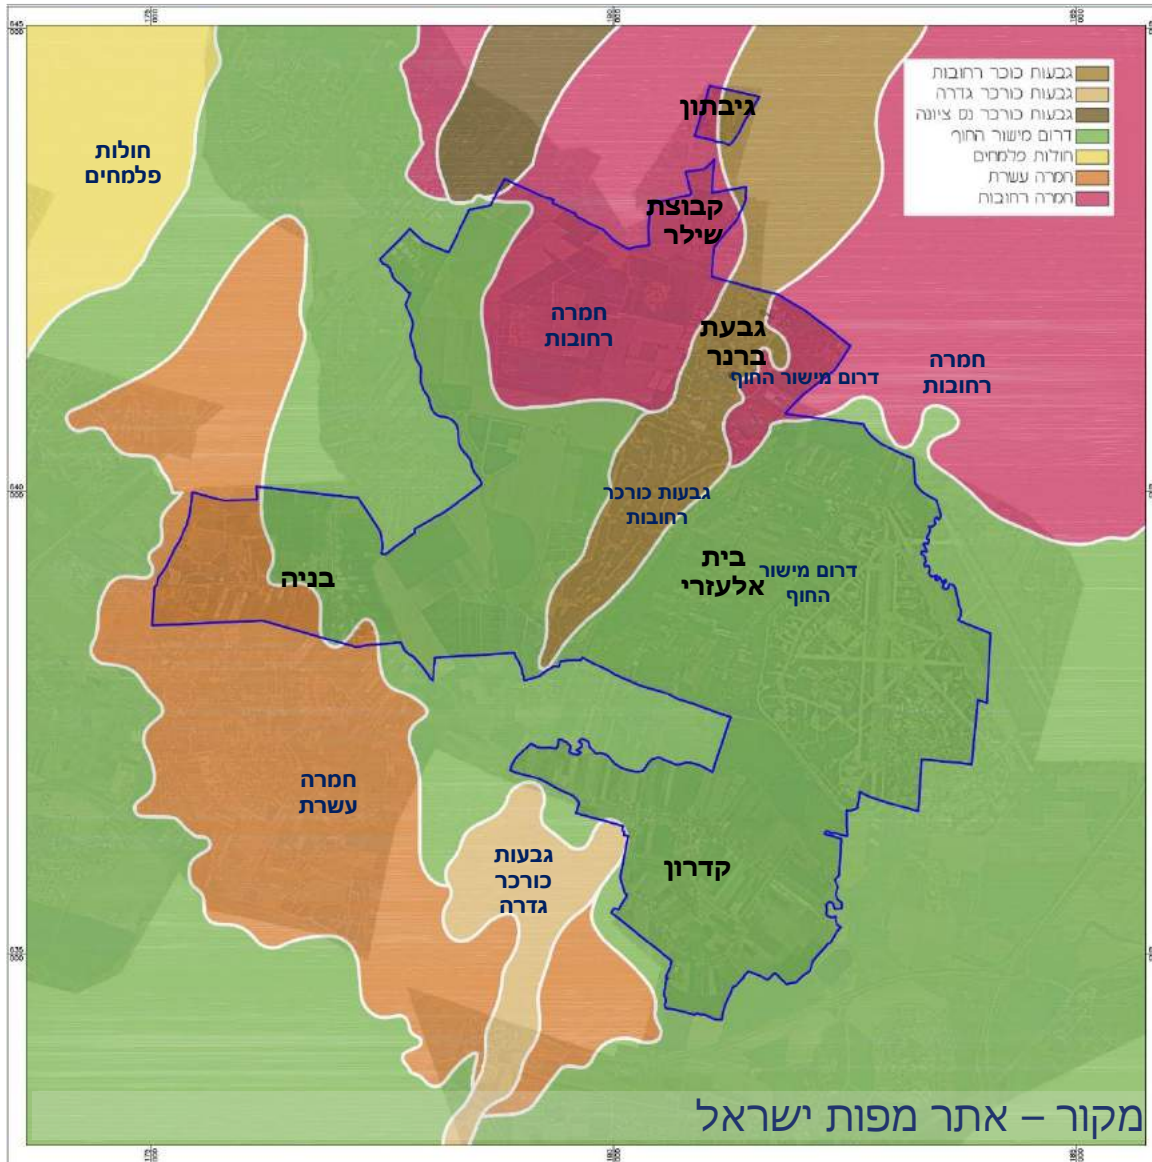 גבעות כוכר רחובות
גבעות כורכר גדרה
גבעות כורכר נס ציונה
דרום מישור החוף
חולות פלמחים
חמרה עשרת
חמרה רחובות
גיבתון
חולות
פלמחים
קבוצת
שילר
חמרה
רחובות
גבעת
ברנר
דרום מישור החוף
חמרה
רחובות
גבעות כורכר
רחובות
בית
אלעזרי
דרום מישור
החוף
בניה
חמרה
עשרת
גבעות
כורכר
גדרה
קדרון
מקור – אתר מפות ישראל